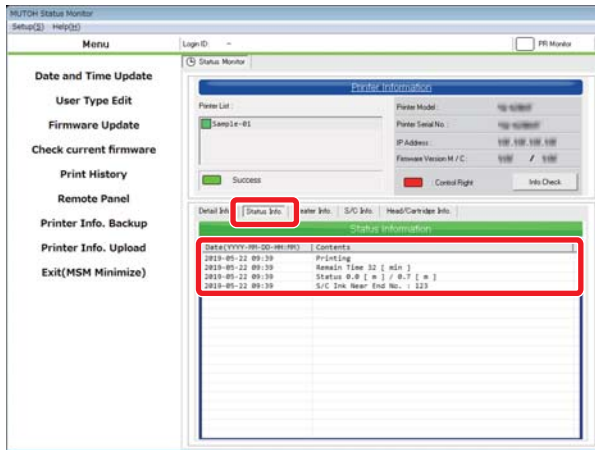 MUTOH Status Monitor
Setup(S) Help(H)
Menu
Login ID: -
PR Monitor
Status Monitor
Date and Time Update
User Type Edit
Firmware Update
Check current firmware
Print History
Remote Panel
Printer Info. Backup
Printer Info. Upload
Exit(MSM Minimize)
Printer Information
Printer List :
Sample-01
Success
Printer Model :
Printer Serial No. :
IP Address :
Firmware Version M / C : /
Control Right
Info Check
Detail Info. Status Info. Heater Info. S/C Info. Head/Cartridge Info.
Status Information
Date(YYYY-MM-DD-HH:MM) Contents
2019-05-22 09:39 Printing
2019-05-22 09:39 Remain Time 32 [ min ]
2019-05-22 09:39 Status 0.0 [ m ] / 0.7 [ m ]
2019-05-22 09:39 S/C Ink Near End No. : 123